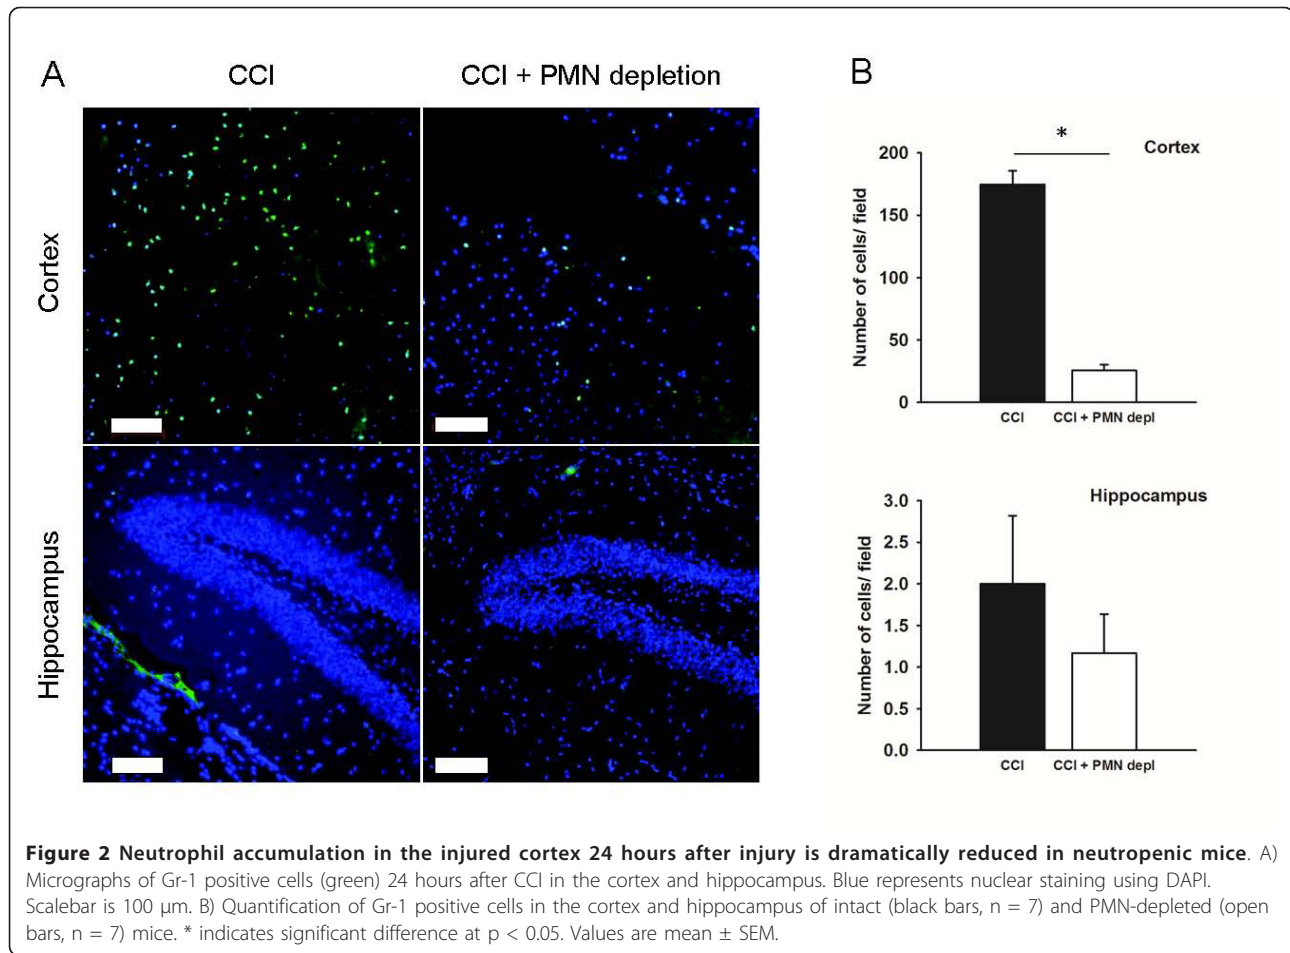 A
CCI
CCI + PMN depletion
Cortex
Hippocampus
B
*
Cortex
Number of cells/ field
200
150
100
50
0
CCI
CCI + PMN depl
Hippocampus
Number of cells/ field
3.0
2.5
2.0
1.5
1.0
0.5
0.0
CCI
CCI + PMN depl
Figure 2 Neutrophil accumulation in the injured cortex 24 hours after injury is dramatically reduced in neutropenic mice. A)
Micrographs of Gr-1 positive cells (green) 24 hours after CCI in the cortex and hippocampus. Blue represents nuclear staining using DAPI.
Scalebar is 100 μm. B) Quantification of Gr-1 positive cells in the cortex and hippocampus of intact (black bars, n = 7) and PMN-depleted (open
bars, n = 7) mice. * indicates significant difference at p < 0.05. Values are mean ± SEM.